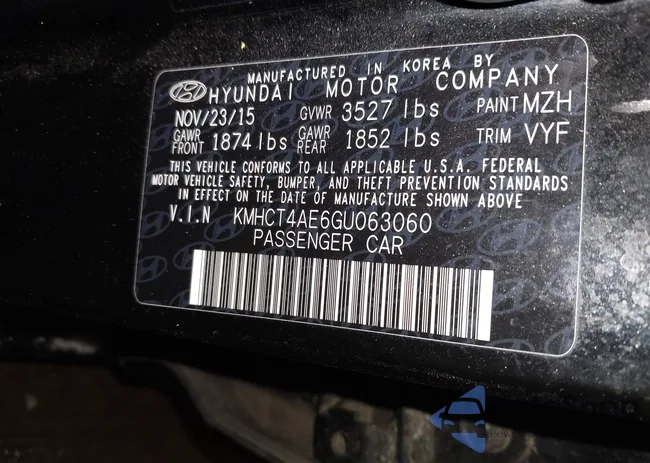 MANUFACTURED IN KOREA BY
HYUNDAI MOTOR COMPANY
NOV/23/15 GVWR 3527 lbs PAINT MZH
GAWR FRONT 1874 lbs GAWR REAR 1852 lbs TRIM VYF
THIS VEHICLE CONFORMS TO ALL APPLICABLE U.S.A. FEDERAL
MOTOR VEHICLE SAFETY, BUMPER, AND THEFT PREVENTION STANDARDS
IN EFFECT ON THE DATE OF MANUFACTURE SHOWN ABOVE
V.I.N KMHCT4AE6GU063060
PASSENGER CAR